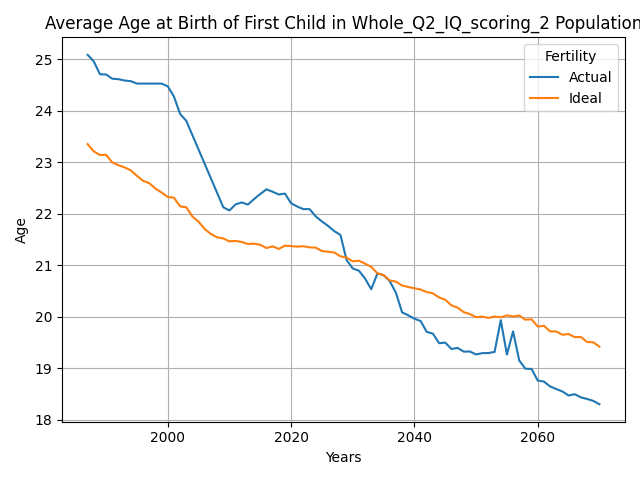 Average Age at Birth of First Child in Whole_Q2_IQ_scoring_2 Population
Fertility
Actual
Ideal
Age
25
24
23
22
21
20
19
18
2000
2020
2040
2060
Years